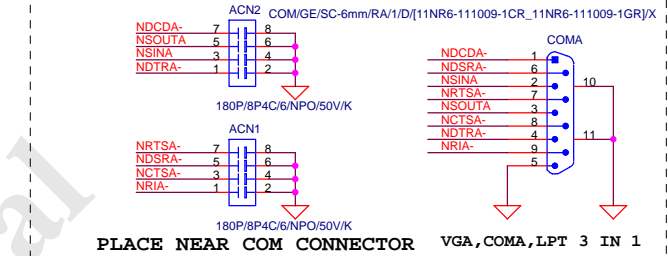 ACN2 COM/GE/SC-6mm/RA/1/D/[11NR6-111009-1CR_11NR6-111009-1GR]/X
NDCDA- 7 8
NSOUTA 5 6
NSINA 3 4
NDTRA- 1 2
180P/8P4C/6/NPO/50V/K
ACN1
NRTSA- 7 8
NDSRA- 5 6
NCTSA- 3 4
NRIA- 1 2
180P/8P4C/6/NPO/50V/K
PLACE NEAR COM CONNECTOR
COMA
NDCDA- 1
NDSRA- 6
NSINA 2 10
NRTSA- 7
NSOUTA 3
NCTSA- 8
NDTRA- 4 11
NRIA- 9
5
VGA,COMA,LPT 3 IN 1